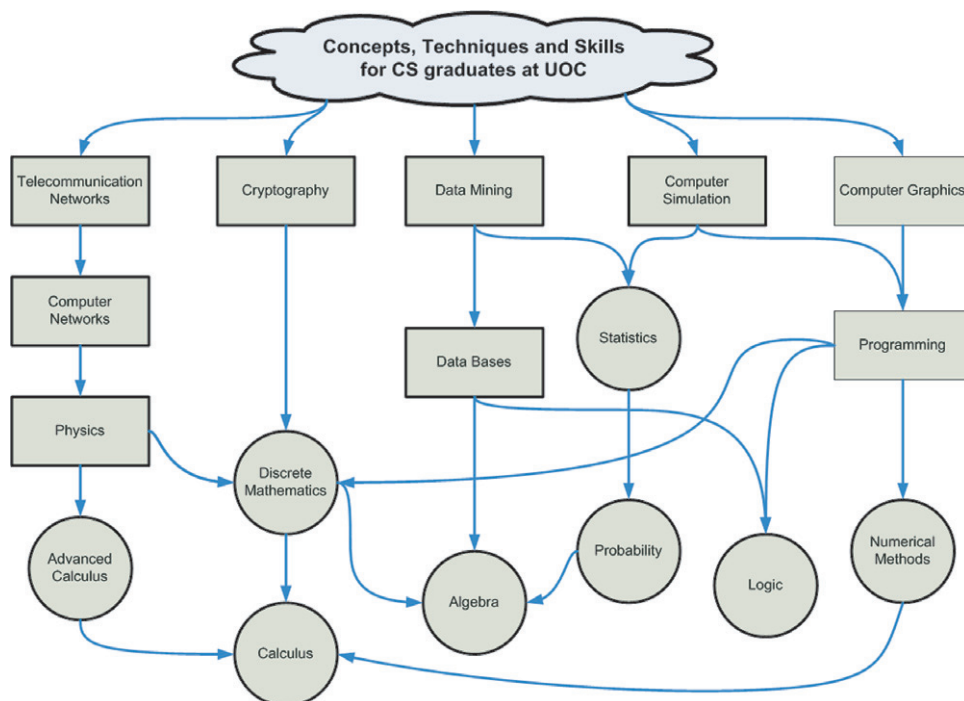 Concepts, Techniques and Skills
for CS graduates at UOC
Telecommunication
Networks
Cryptography
Data Mining
Computer
Simulation
Computer Graphics
Computer
Networks
Statistics
Data Bases
Programming
Physics
Discrete
Mathematics
Advanced
Calculus
Probability
Numerical
Methods
Algebra
Logic
Calculus